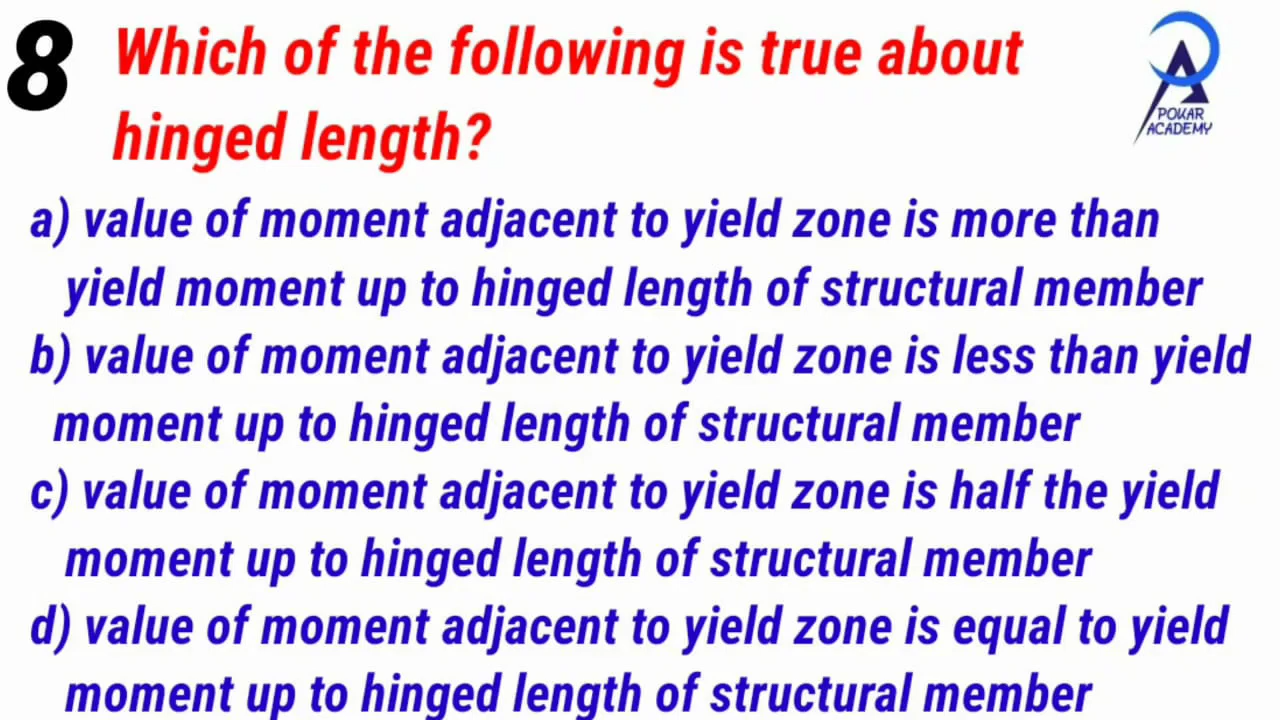 8 Which of the following is true about
hinged length?
POKAR
ACADEMY
a) value of moment adjacent to yield zone is more than
yield moment up to hinged length of structural member
b) value of moment adjacent to yield zone is less than yield
moment up to hinged length of structural member
c) value of moment adjacent to yield zone is half the yield
moment up to hinged length of structural member
d) value of moment adjacent to yield zone is equal to yield
moment up to hinged length of structural member